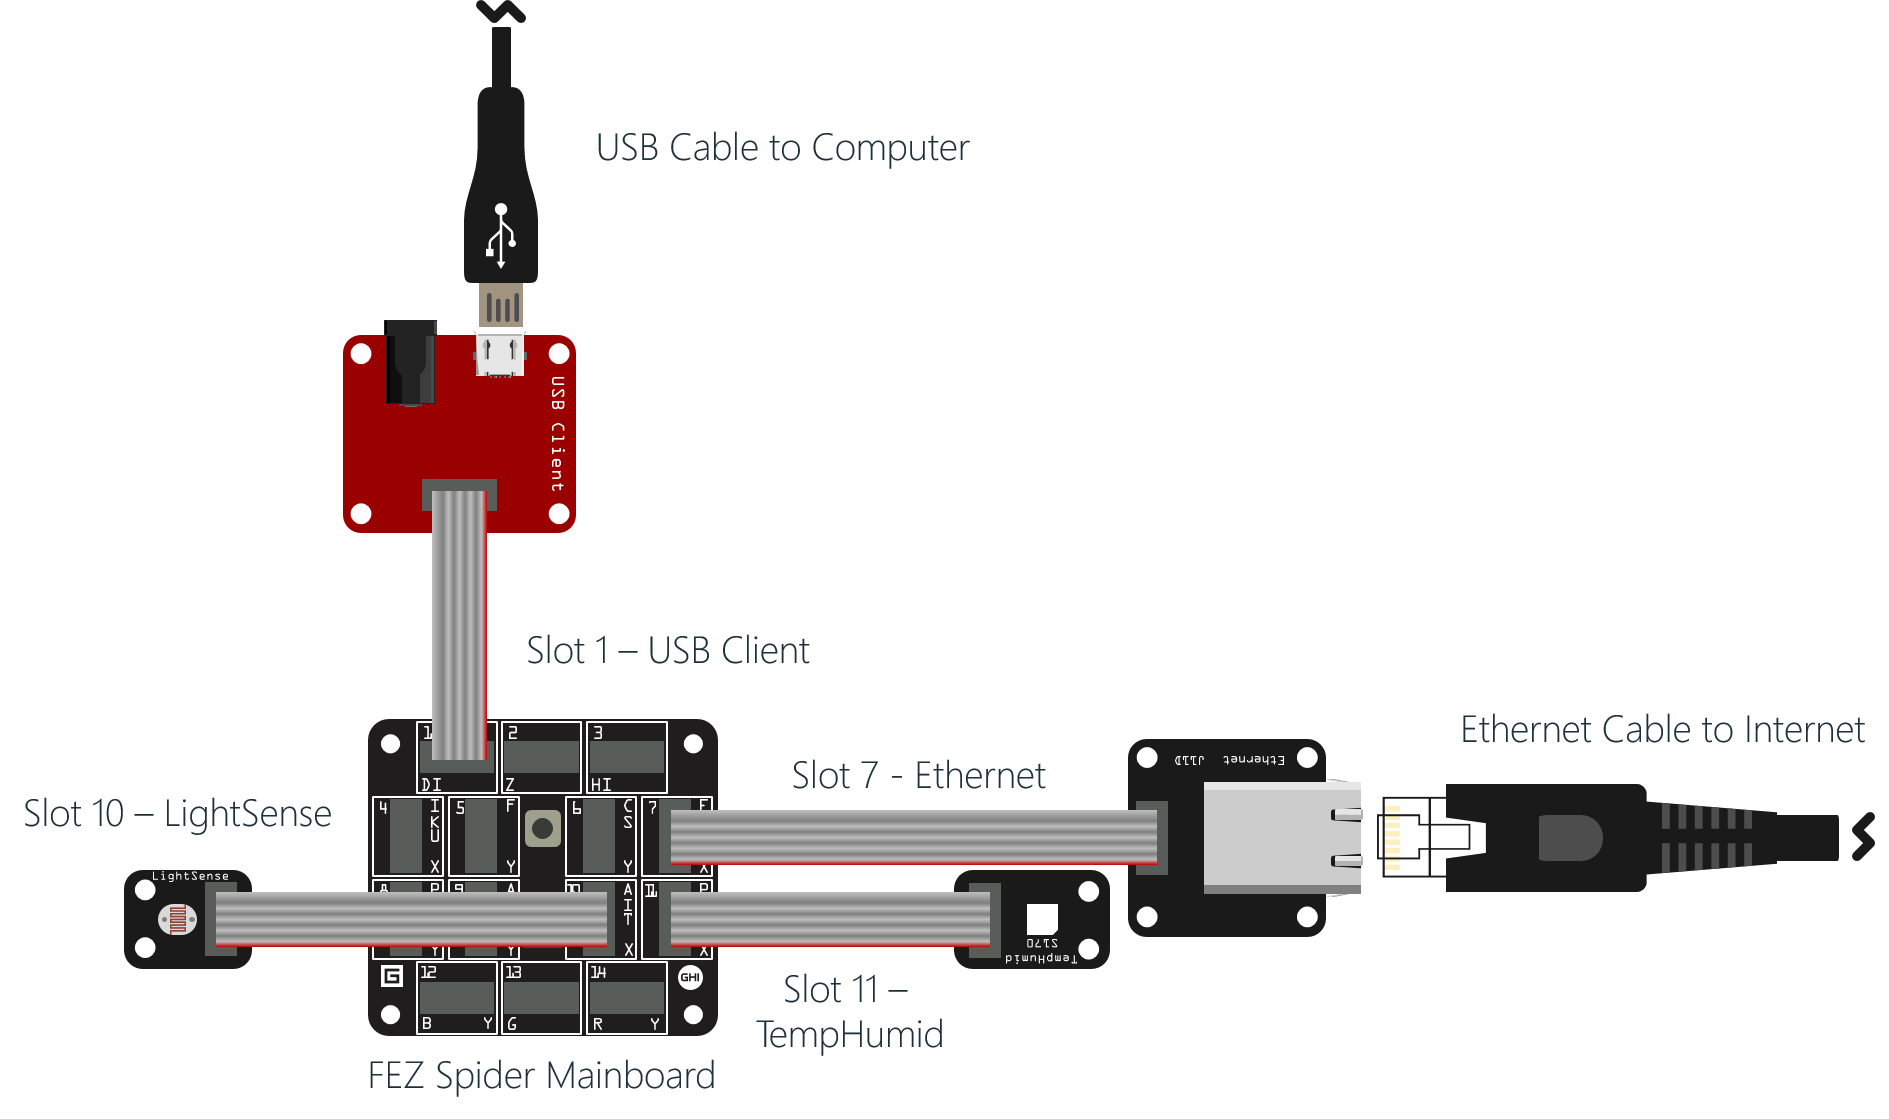 USB Cable to Computer
USB Client
Slot 1 – USB Client
Ethernet Cable to Internet
Slot 7 - Ethernet
Ethernet J11D
Slot 10 – LightSense
LightSense
1
DI
2
Z
3
HI
4
I
K
U
X
5
F
Y
6
C
S
Y
7
8
P
9
A
10
A
I
T
X
11
P
X
12
B Y
13
G
14
R Y
GHI
TempHumid
SI70
Slot 11 –
TempHumid
FEZ Spider Mainboard